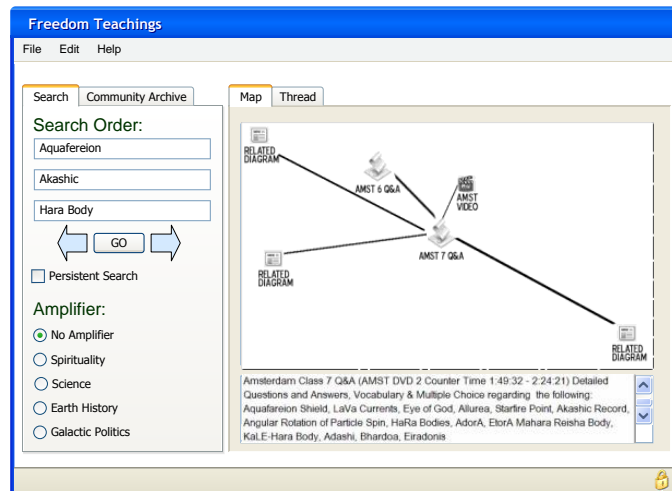 Freedom Teachings
File Edit Help
Search Community Archive
Search Order:
Aquafereion
Akashic
Hara Body
GO
Persistent Search
Amplifier:
No Amplifier
Spirituality
Science
Earth History
Galactic Politics
Map Thread
RELATED
DIAGRAM
AMST 6 Q&A
AMST
VIDEO
AMST 7 Q&A
RELATED
DIAGRAM
RELATED
DIAGRAM
Amsterdam Class 7 Q&A (AMST DVD 2 Counter Time 1:49:32 - 2:24:21) Detailed
Questions and Answers, Vocabulary & Multiple Choice regarding the following:
Aquafareion Shield, LaVa Currents, Eye of God, Allurea, Starfire Point, Akashic Record,
Angular Rotation of Particle Spin, HaRa Bodies, AdorA, EtorA Mahara Reisha Body,
KaLE-Hara Body, Adashi, Bhardoa, Eiradonis